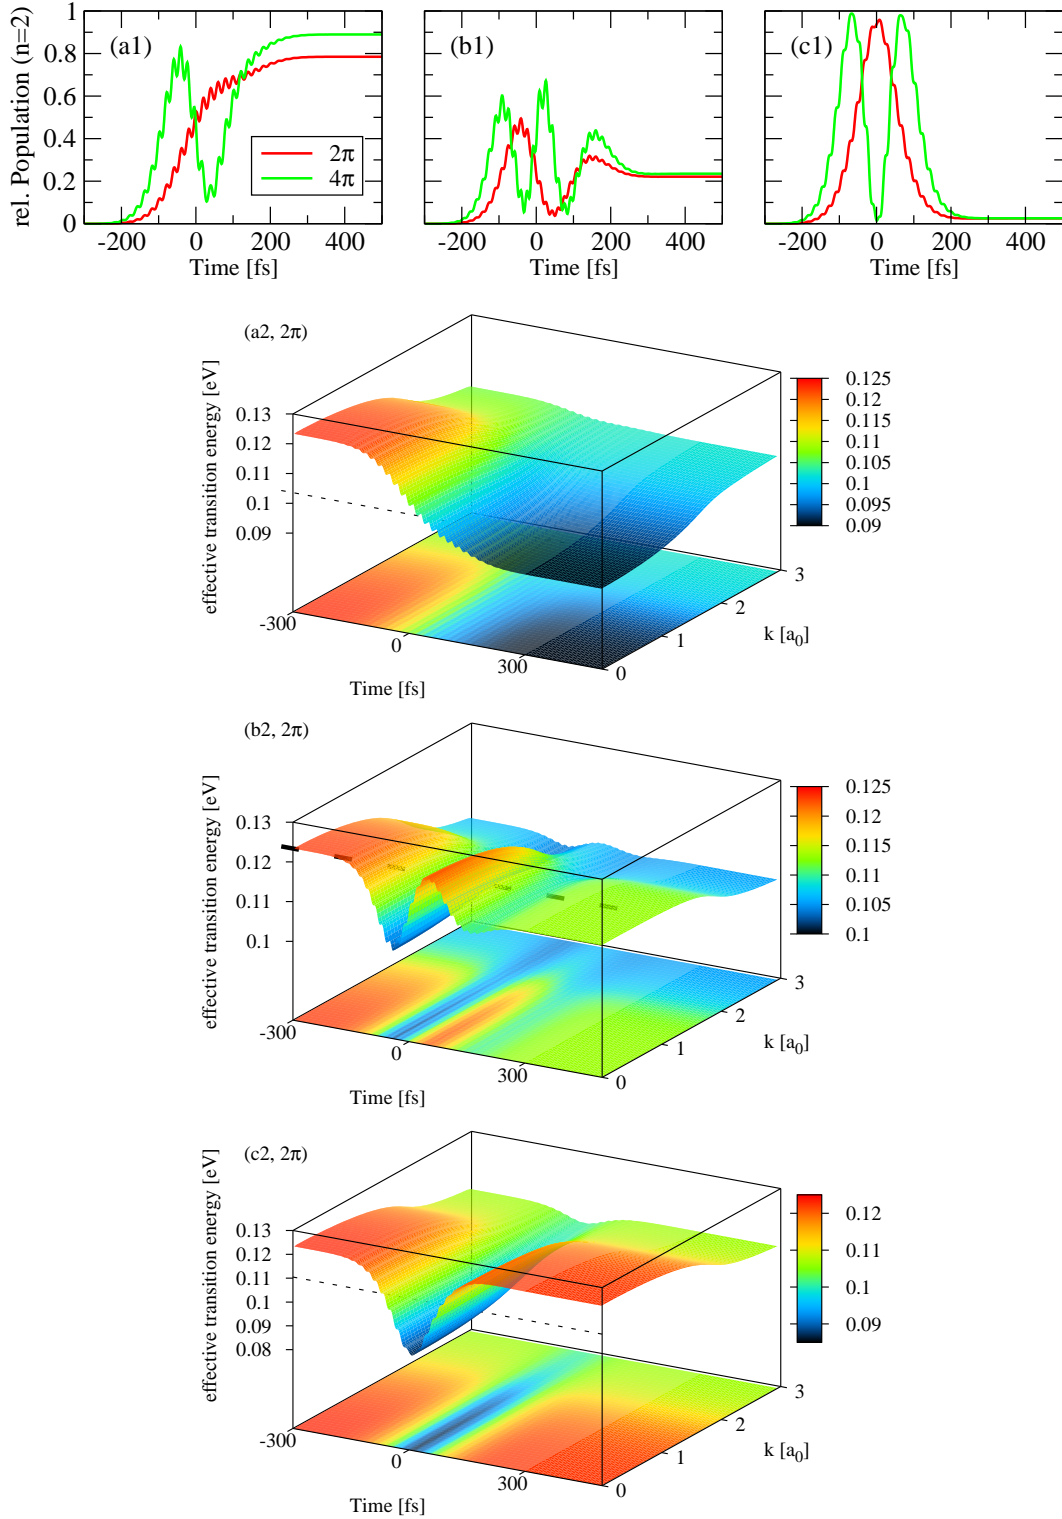 rel. Population (n=2)
1
0.8
0.6
0.4
0.2
0
(a1)
(b1)
(c1)
2π
4π
-200 0 200 400
-200 0 200 400
-200 0 200 400
Time [fs]
Time [fs]
Time [fs]
(a2, 2π)
effective transition energy [eV]
0.13
0.12
0.11
0.1
0.09
-300
0
300
Time [fs]
0
1
2
3
k [a0]
0.125
0.12
0.115
0.11
0.105
0.1
0.095
0.09
(b2, 2π)
effective transition energy [eV]
0.13
0.12
0.11
0.1
-300
0
300
Time [fs]
0
1
2
3
k [a0]
0.125
0.12
0.115
0.11
0.105
0.1
(c2, 2π)
effective transition energy [eV]
0.13
0.12
0.11
0.1
0.09
0.08
-300
0
300
Time [fs]
0
1
2
3
k [a0]
0.12
0.11
0.1
0.09